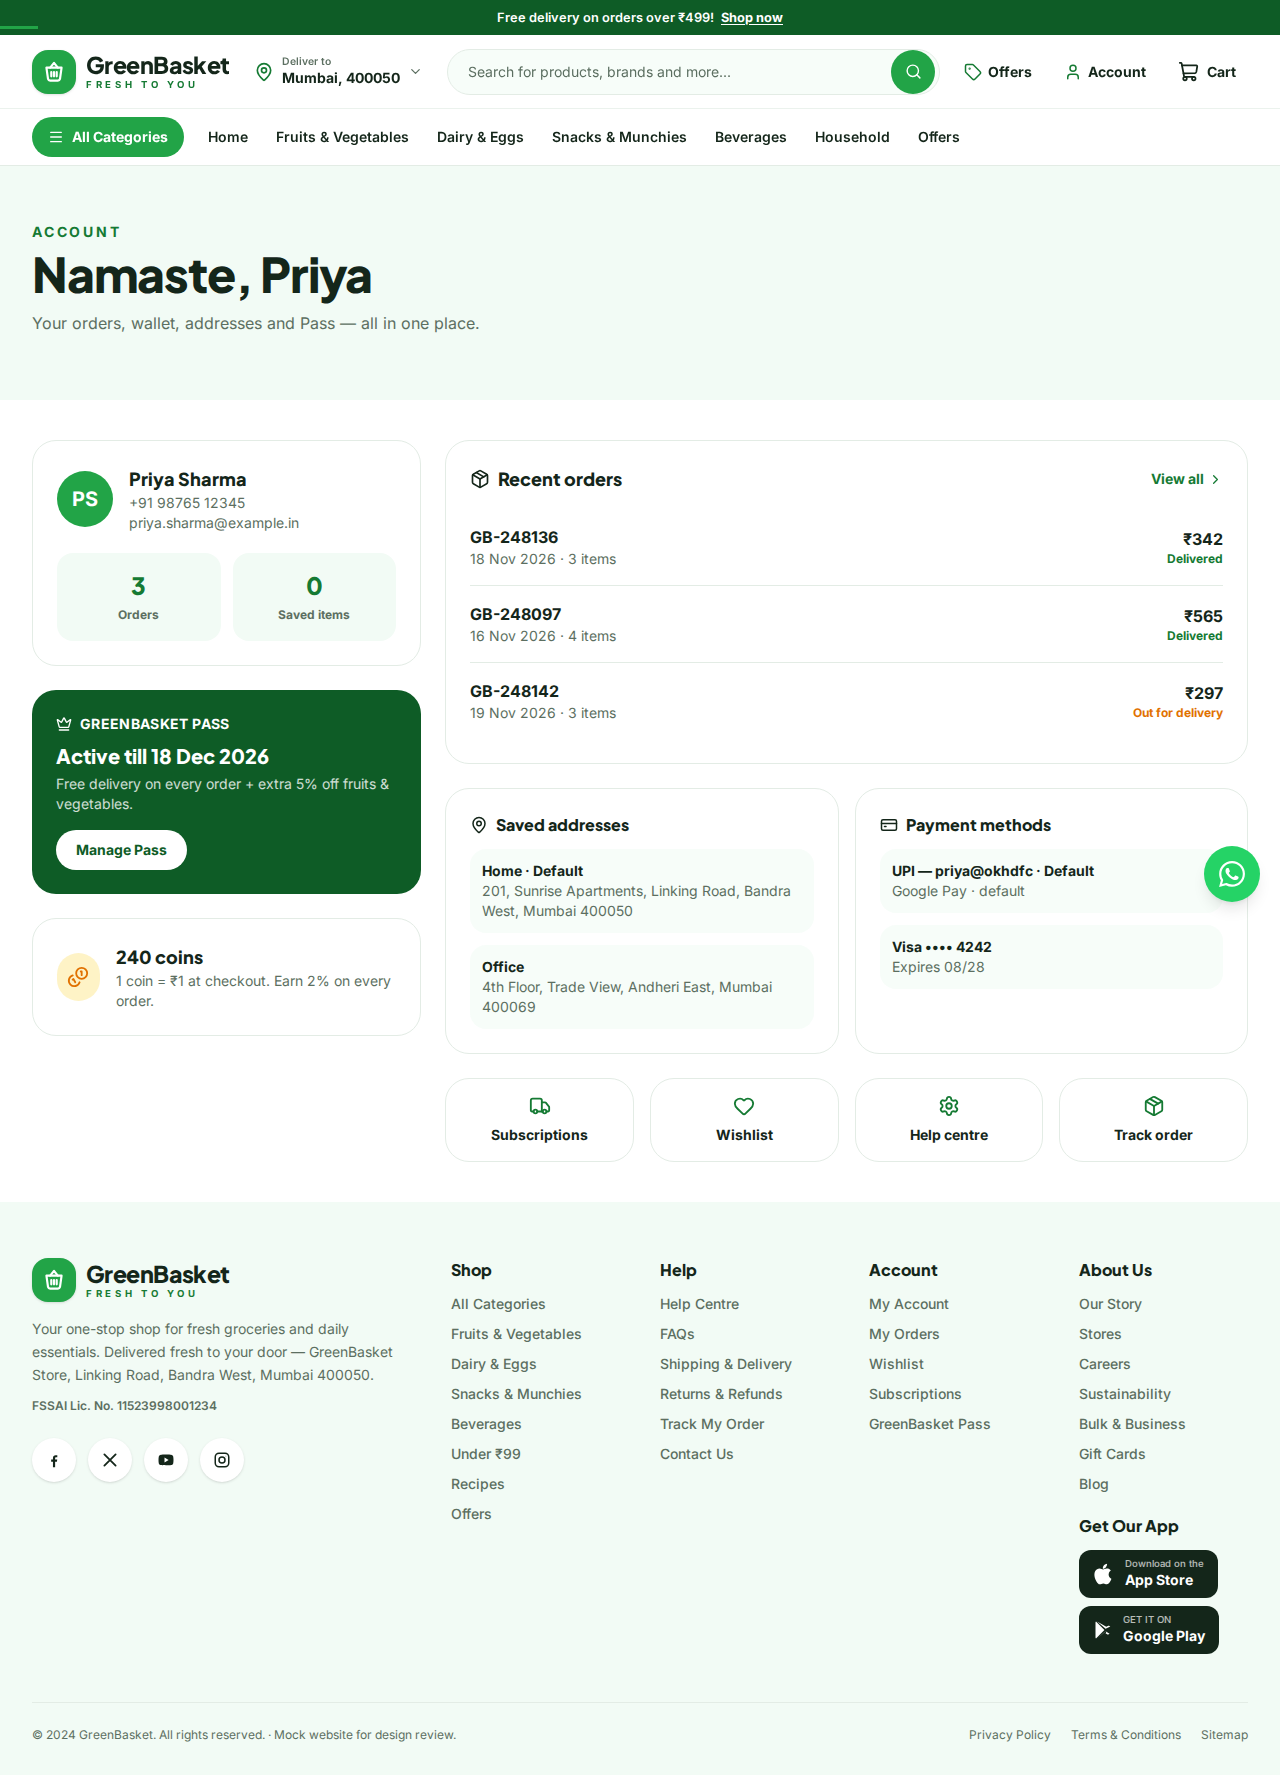 Free delivery on orders over ₹499! Shop now
GreenBasket
FRESH TO YOU
Deliver to
Mumbai, 400050
Search for products, brands and more...
Offers
Account
Cart
All Categories
Home
Fruits & Vegetables
Dairy & Eggs
Snacks & Munchies
Beverages
Household
Offers
ACCOUNT
Namaste, Priya
Your orders, wallet, addresses and Pass — all in one place.
PS
Priya Sharma
+91 98765 12345
priya.sharma@example.in
3
Orders
0
Saved items
GREENBASKET PASS
Active till 18 Dec 2026
Free delivery on every order + extra 5% off fruits &
vegetables.
Manage Pass
240 coins
1 coin = ₹1 at checkout. Earn 2% on every
order.
Recent orders
View all
GB-248136
18 Nov 2026 · 3 items
₹342
Delivered
GB-248097
16 Nov 2026 · 4 items
₹565
Delivered
GB-248142
19 Nov 2026 · 3 items
₹297
Out for delivery
Saved addresses
Home · Default
201, Sunrise Apartments, Linking Road, Bandra
West, Mumbai 400050
Office
4th Floor, Trade View, Andheri East, Mumbai
400069
Payment methods
UPI — priya@okhdfc · Default
Google Pay · default
Visa •••• 4242
Expires 08/28
Subscriptions
Wishlist
Help centre
Track order
GreenBasket
FRESH TO YOU
Your one-stop shop for fresh groceries and daily
essentials. Delivered fresh to your door — GreenBasket
Store, Linking Road, Bandra West, Mumbai 400050.
FSSAI Lic. No. 11523998001234
Shop
All Categories
Fruits & Vegetables
Dairy & Eggs
Snacks & Munchies
Beverages
Under ₹99
Recipes
Offers
Help
Help Centre
FAQs
Shipping & Delivery
Returns & Refunds
Track My Order
Contact Us
Account
My Account
My Orders
Wishlist
Subscriptions
GreenBasket Pass
About Us
Our Story
Stores
Careers
Sustainability
Bulk & Business
Gift Cards
Blog
Get Our App
Download on the
App Store
GET IT ON
Google Play
© 2024 GreenBasket. All rights reserved. · Mock website for design review.
Privacy Policy
Terms & Conditions
Sitemap